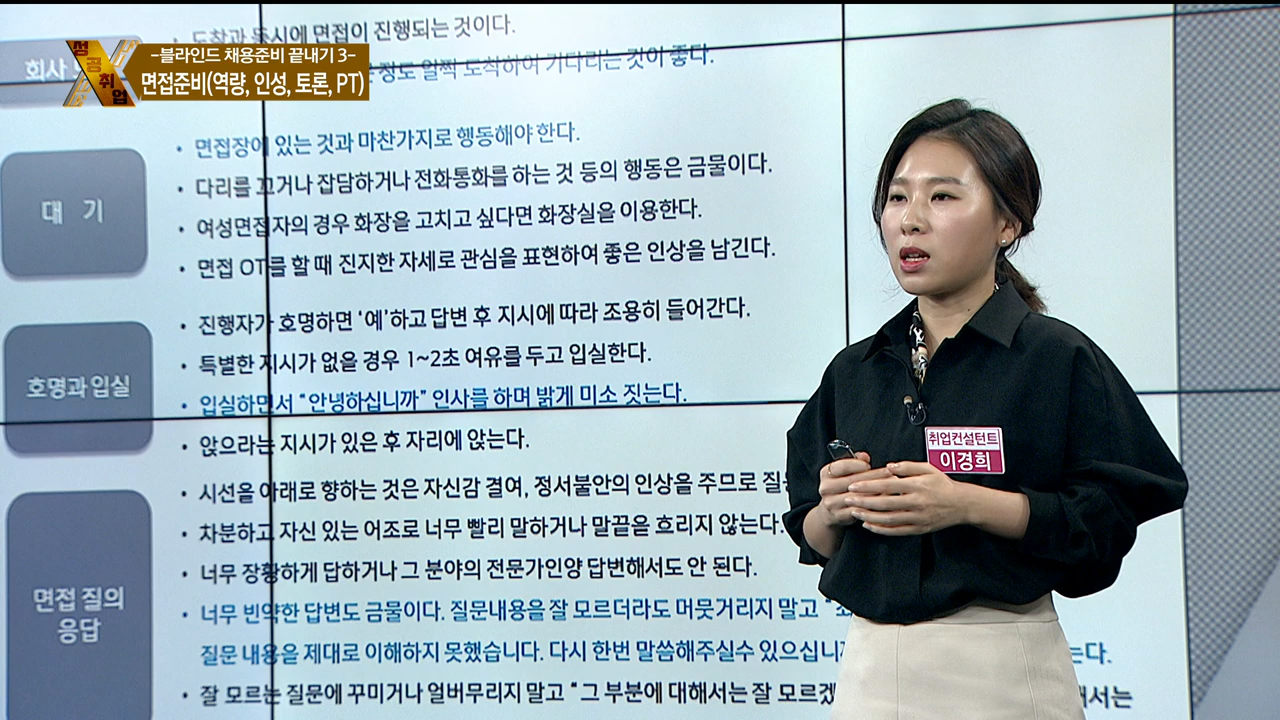 성공취업
-블라인드 채용준비 끝내기 3-
면접준비(역량, 인성, 토론, PT)
• 도착과 동시에 면접이 진행되는 것이다.
회사
정도 일찍 도착하여 기다리는 것이 좋다.
대 기
• 면접장에 있는 것과 마찬가지로 행동해야 한다.
• 다리를 꼬거나 잡담하거나 전화통화를 하는 것 등의 행동은 금물이다.
• 여성면접자의 경우 화장을 고치고 싶다면 화장실을 이용한다.
• 면접 OT를 할 때 진지한 자세로 관심을 표현하여 좋은 인상을 남긴다.
호명과 입실
• 진행자가 호명하면 ‘예’하고 답변 후 지시에 따라 조용히 들어간다.
• 특별한 지시가 없을 경우 1~2초 여유를 두고 입실한다.
• 입실하면서 “안녕하십니까” 인사를 하며 밝게 미소 짓는다.
• 앉으라는 지시가 있은 후 자리에 앉는다.
면접 질의
응답
• 시선을 아래로 향하는 것은 자신감 결여, 정서불안의 인상을 주므로
• 차분하고 자신 있는 어조로 너무 빨리 말하거나 말끝을 흐리지 않는다.
• 너무 장황하게 답하거나 그 분야의 전문가인양 답변해서도 안 된다.
• 너무 빈약한 답변도 금물이다. 질문내용을 잘 모르더라도 머뭇거리지 말고 “
질문 내용을 제대로 이해하지 못했습니다. 다시 한번 말씀해주실수 있으십니 는다.
• 잘 모르는 질문에 꾸미거나 얼버무리지 말고 “그 부분에 대해서는 잘 모르겠 해서는
취업컨설턴트
이경희